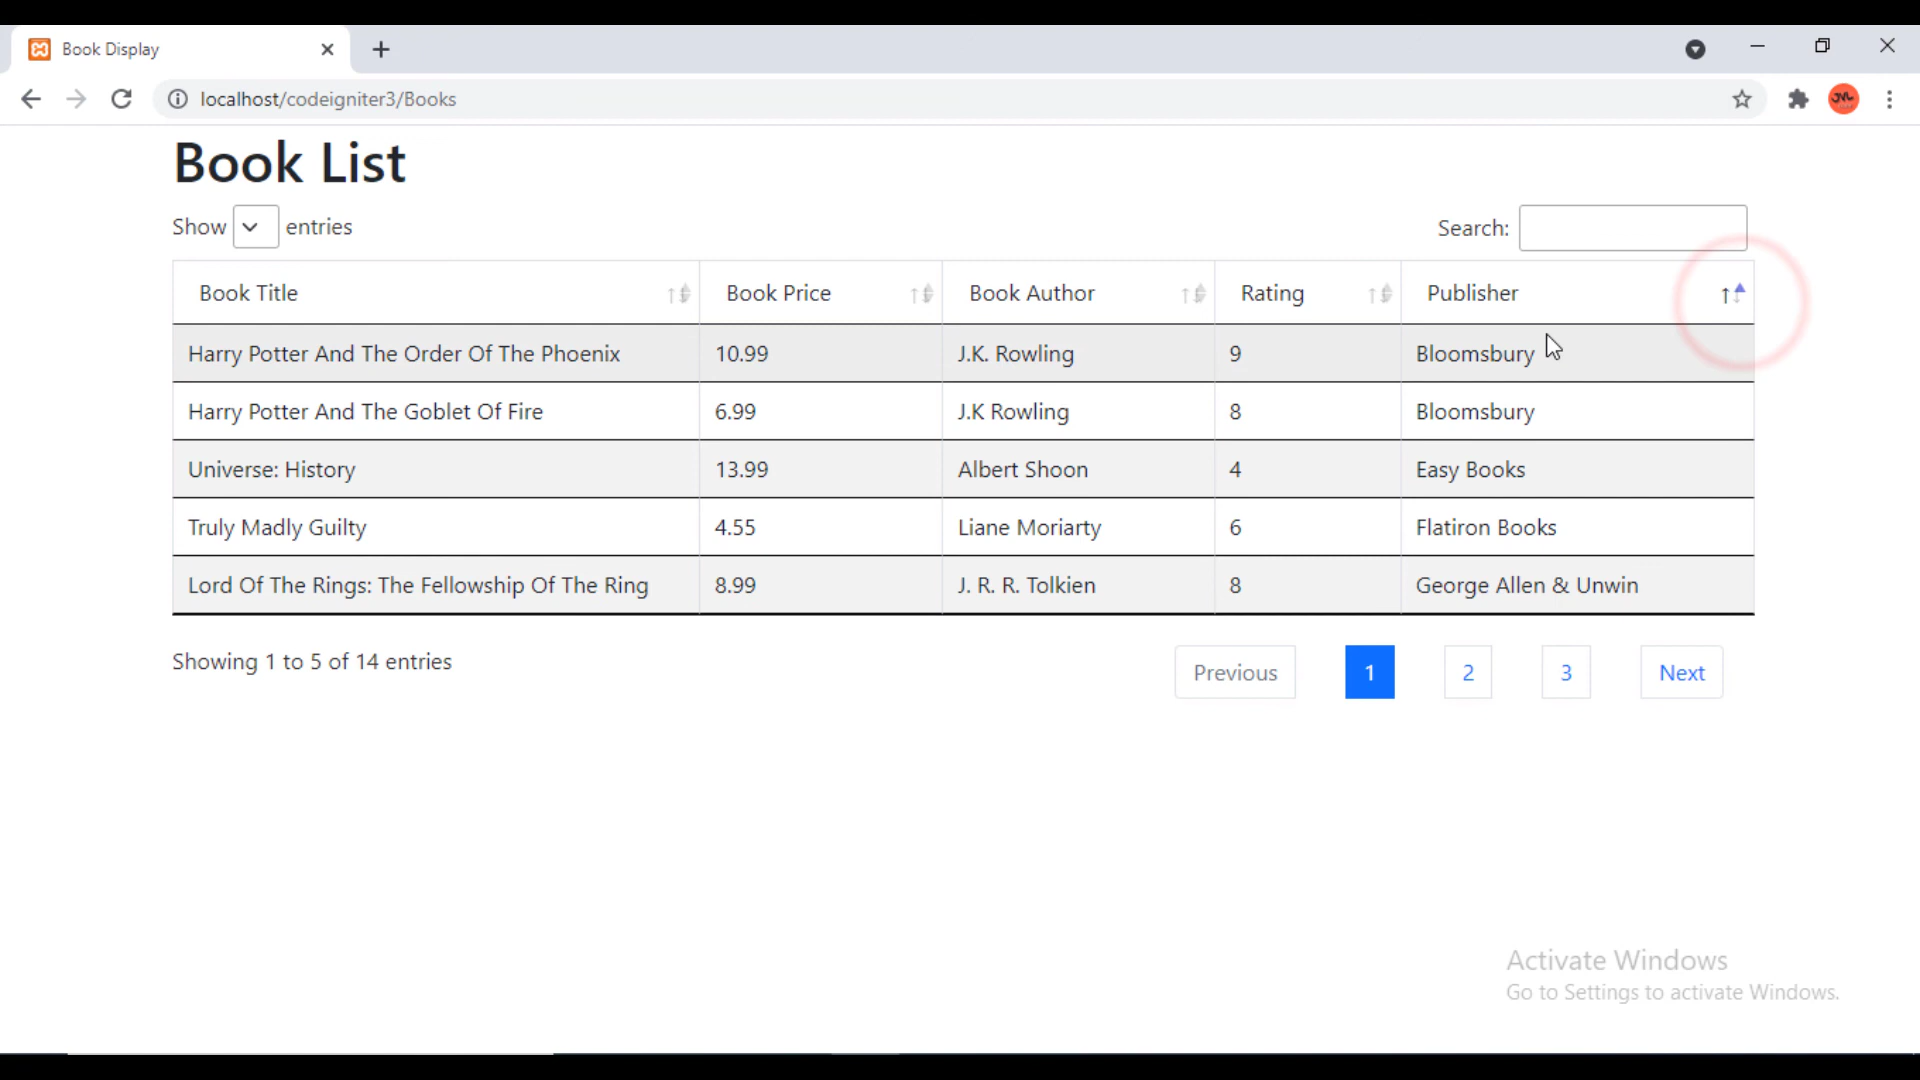 Book Display
localhost/codeigniter3/Books
Book List
Show entries
Search:
Book Title Book Price Book Author Rating Publisher
Harry Potter And The Order Of The Phoenix 10.99 J.K. Rowling 9 Bloomsbury
Harry Potter And The Goblet Of Fire 6.99 J.K Rowling 8 Bloomsbury
Universe: History 13.99 Albert Shoon 4 Easy Books
Truly Madly Guilty 4.55 Liane Moriarty 6 Flatiron Books
Lord Of The Rings: The Fellowship Of The Ring 8.99 J. R. R. Tolkien 8 George Allen & Unwin
Showing 1 to 5 of 14 entries
Previous 1 2 3 Next
Activate Windows
Go to Settings to activate Windows.